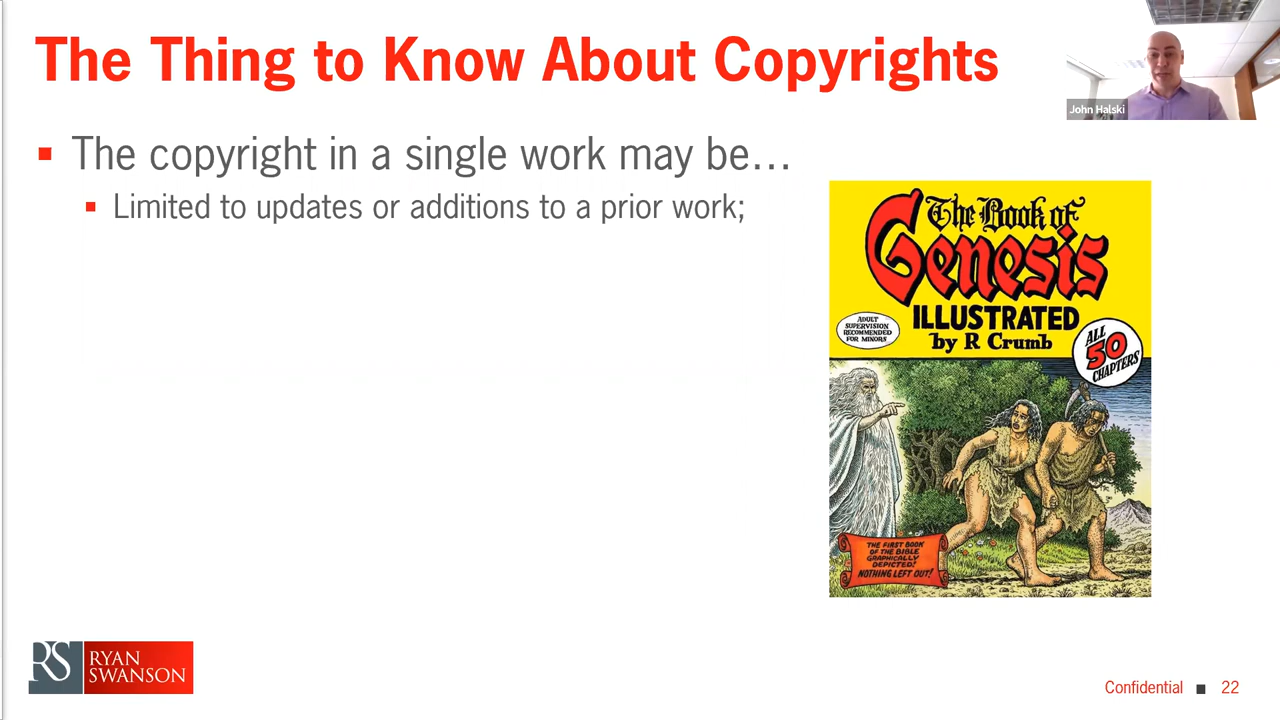 The Thing to Know About Copyrights
John Halski
The copyright in a single work may be…
Limited to updates or additions to a prior work;
The Book of
Genesis
ILLUSTRATED
by R Crumb
ADULT
SUPERVISION
RECOMMENDED
FOR MINORS
ALL
50
CHAPTERS
THE FIRST BOOK
OF THE BIBLE
GRAPHICALLY
DEPICTED!
NOTHING LEFT OUT!
RS
RYAN
SWANSON
Confidential ■ 22